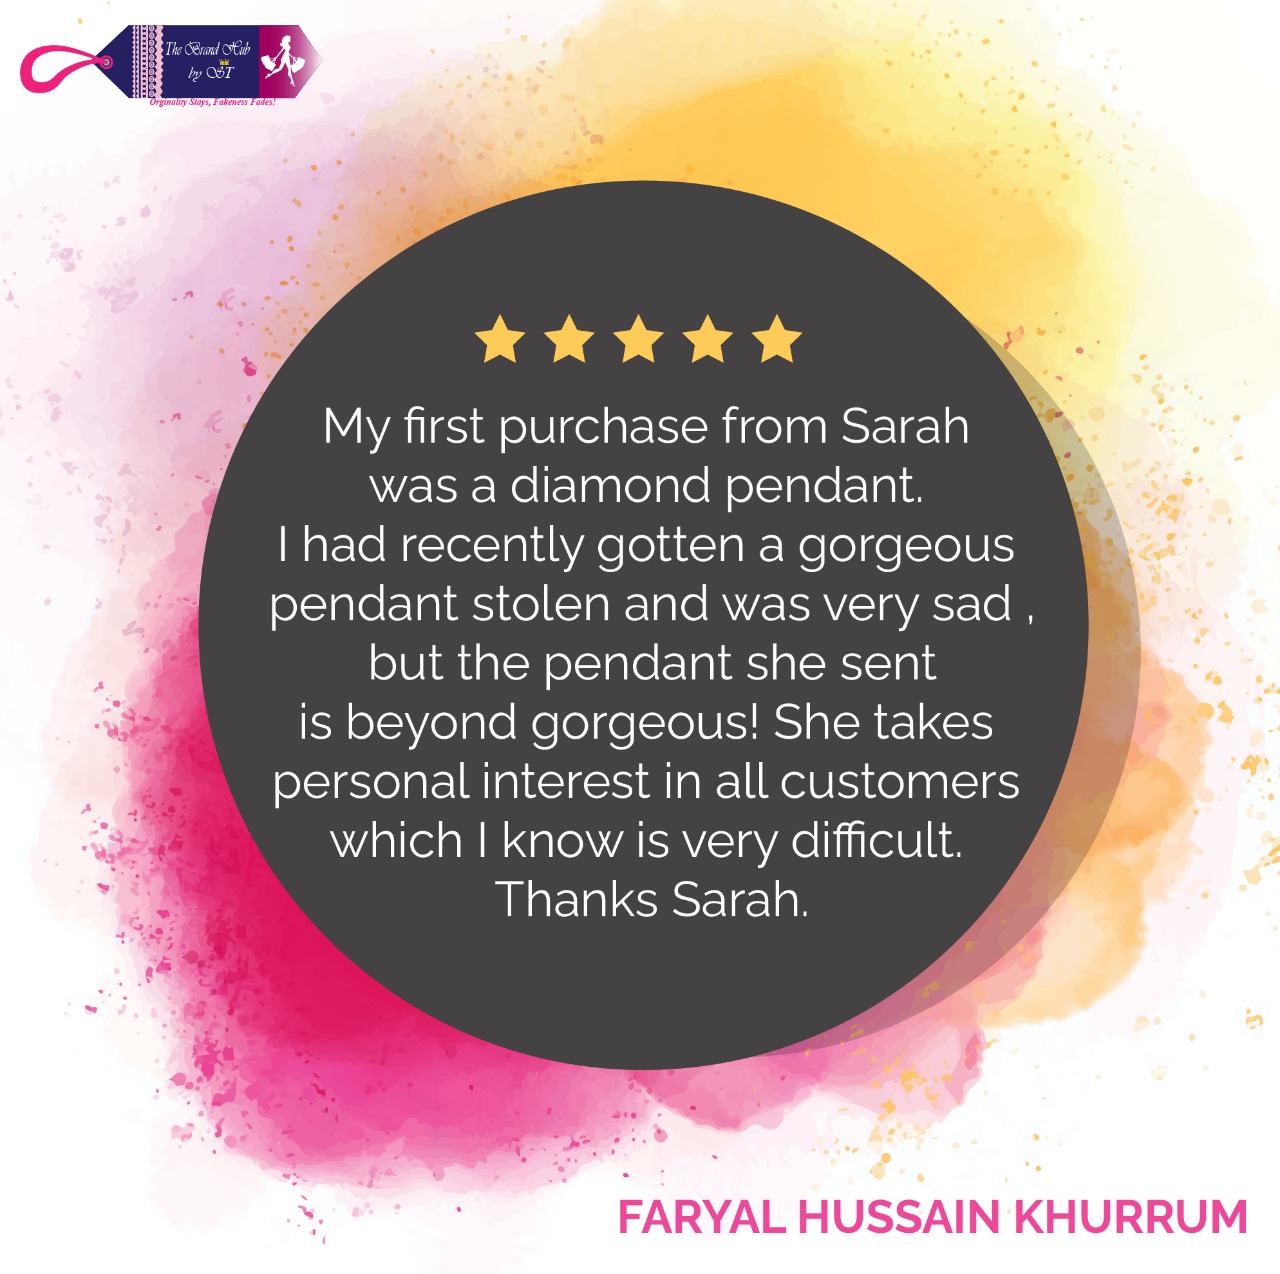 The Brand Hub
by ST
Orginality Stays, Fakeness Fades!
My first purchase from Sarah
was a diamond pendant.
I had recently gotten a gorgeous
pendant stolen and was very sad ,
but the pendant she sent
is beyond gorgeous! She takes
personal interest in all customers
which I know is very difficult.
Thanks Sarah.
FARYAL HUSSAIN KHURRUM